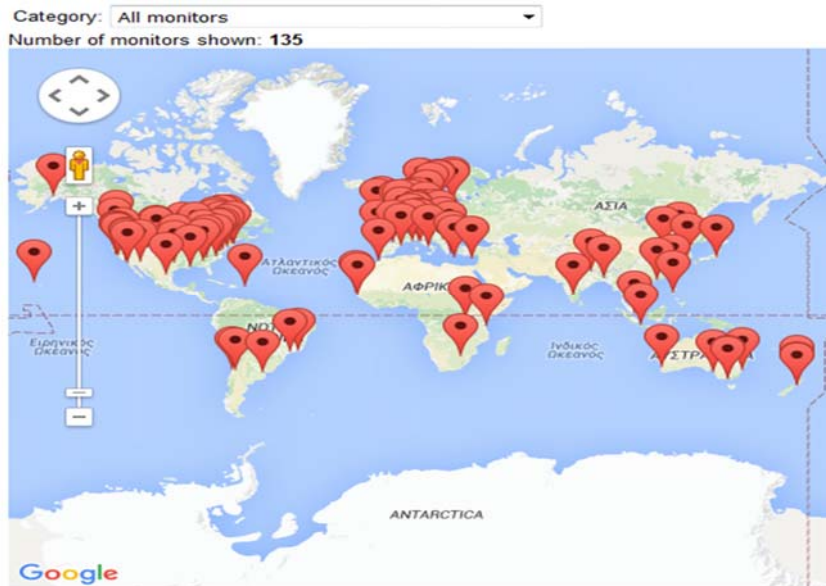 Category: All monitors
Number of monitors shown: 135
ΑΣΙΑ
Ατλαντικός
Ωκεανός
ΑΦΡΙΚ
Ειρηνικός
Ωκεανός
Ινδικός
Ωκεανός
ANTARCTICA
Google